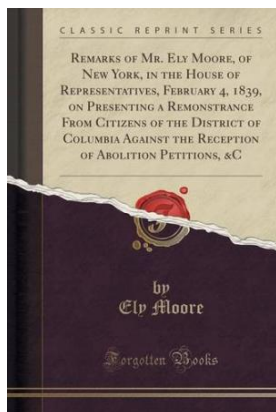 CLASSIC REPRINT SERIES
REMARKS OF MR. ELY MOORE, OF
NEW YORK, IN THE HOUSE OF
REPRESENTATIVES, FEBRUARY 4, 1839,
ON PRESENTING A REMONSTRANCE
FROM CITIZENS OF THE DISTRICT OF
COLUMBIA AGAINST THE RECEPTION
OF ABOLITION PETITIONS, &C
F
by
Ely Moore
Forgotten Books